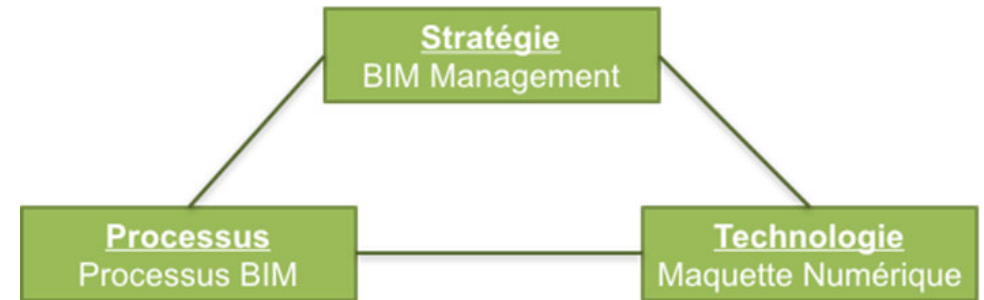 Stratégie
BIM Management
Processus
Processus BIM
Technologie
Maquette Numérique